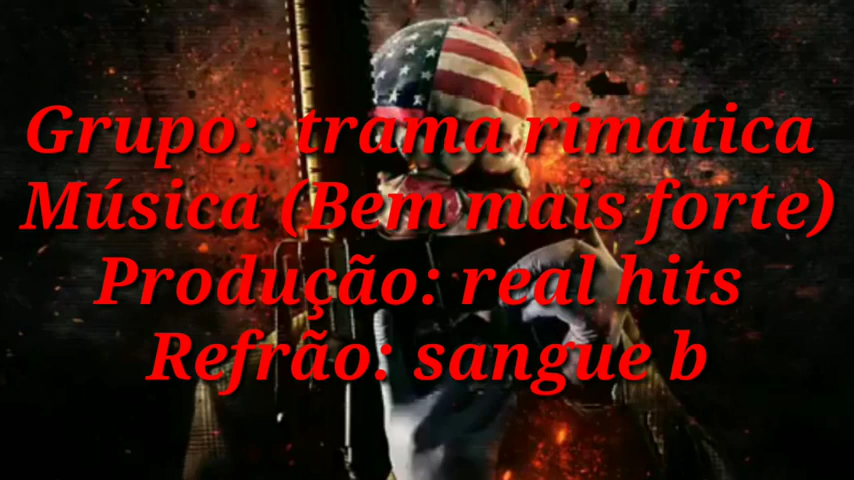 Grupo: trama rimatica
Música (Bem mais forte)
Produção: real hits
Refrão: sangue b